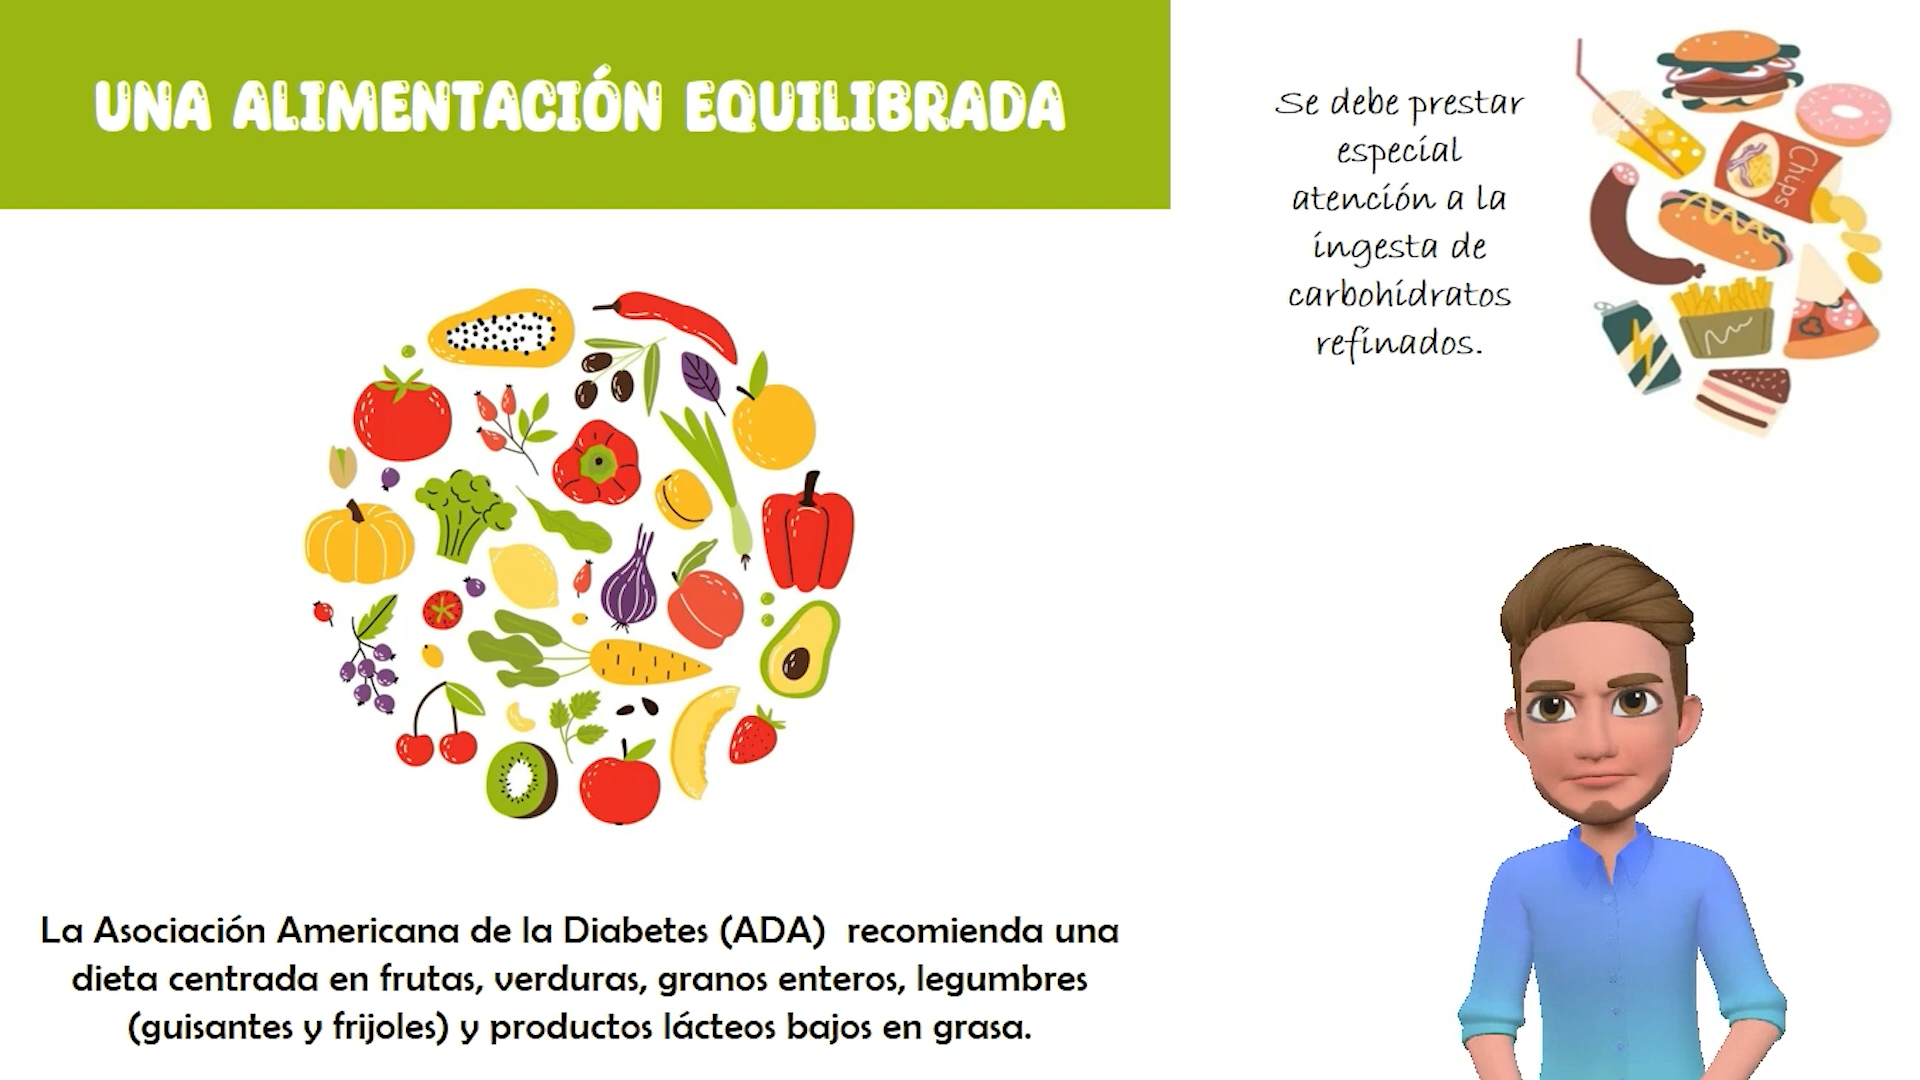 UNA ALIMENTACIÓN EQUILIBRADA
Se debe prestar
especial
atención a la
ingesta de
carbohidratos
refinados.
Chips
La Asociación Americana de la Diabetes (ADA) recomienda una
dieta centrada en frutas, verduras, granos enteros, legumbres
(guisantes y frijoles) y productos lácteos bajos en grasa.